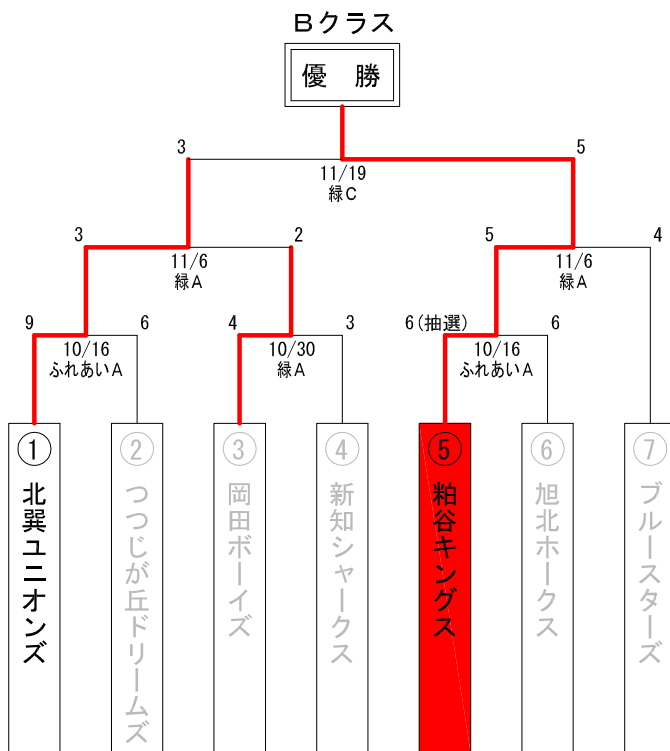 Bクラス
優 勝
3
5
11/19
緑C
3
2
5
4
11/6
緑A
11/6
緑A
9
6
4
3
6(抽選)
6
10/16
ふれあいA
10/30
緑A
10/16
ふれあいA
① 北巽ユニオンズ
② つつじが丘ドリームズ
③ 岡田ボーイズ
④ 新知シャークス
⑤ 粕谷キングス
⑥ 旭北ホークス
⑦ ブルースターズ